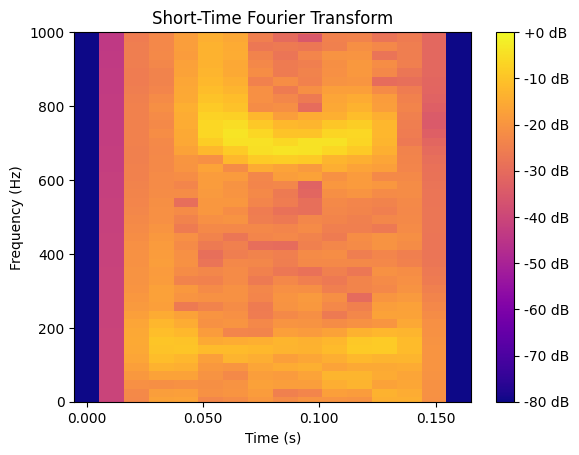 Short-Time Fourier Transform
1000
800
600
400
200
0
Frequency (Hz)
0.000
0.050
0.100
0.150
Time (s)
+0 dB
-10 dB
-20 dB
-30 dB
-40 dB
-50 dB
-60 dB
-70 dB
-80 dB